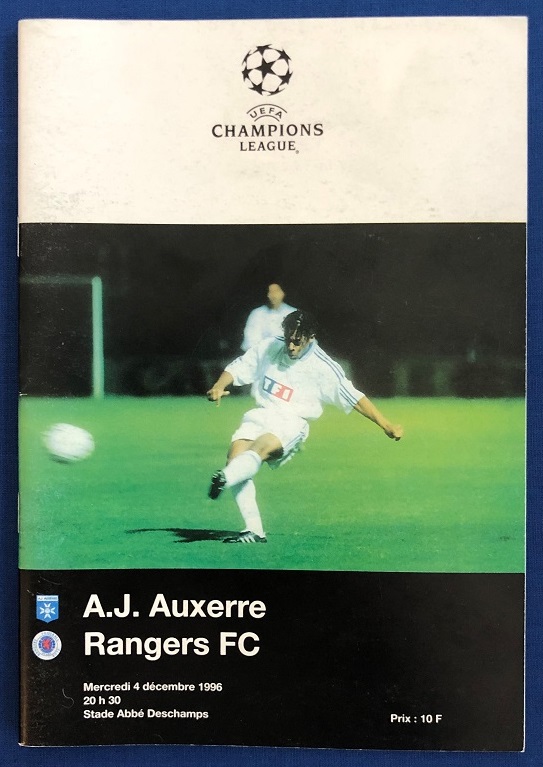 UEFA
CHAMPIONS
LEAGUE®
TF1
A.J. Auxerre
Rangers FC
Mercredi 4 décembre 1996
20 h 30
Stade Abbé Deschamps
Prix : 10 F